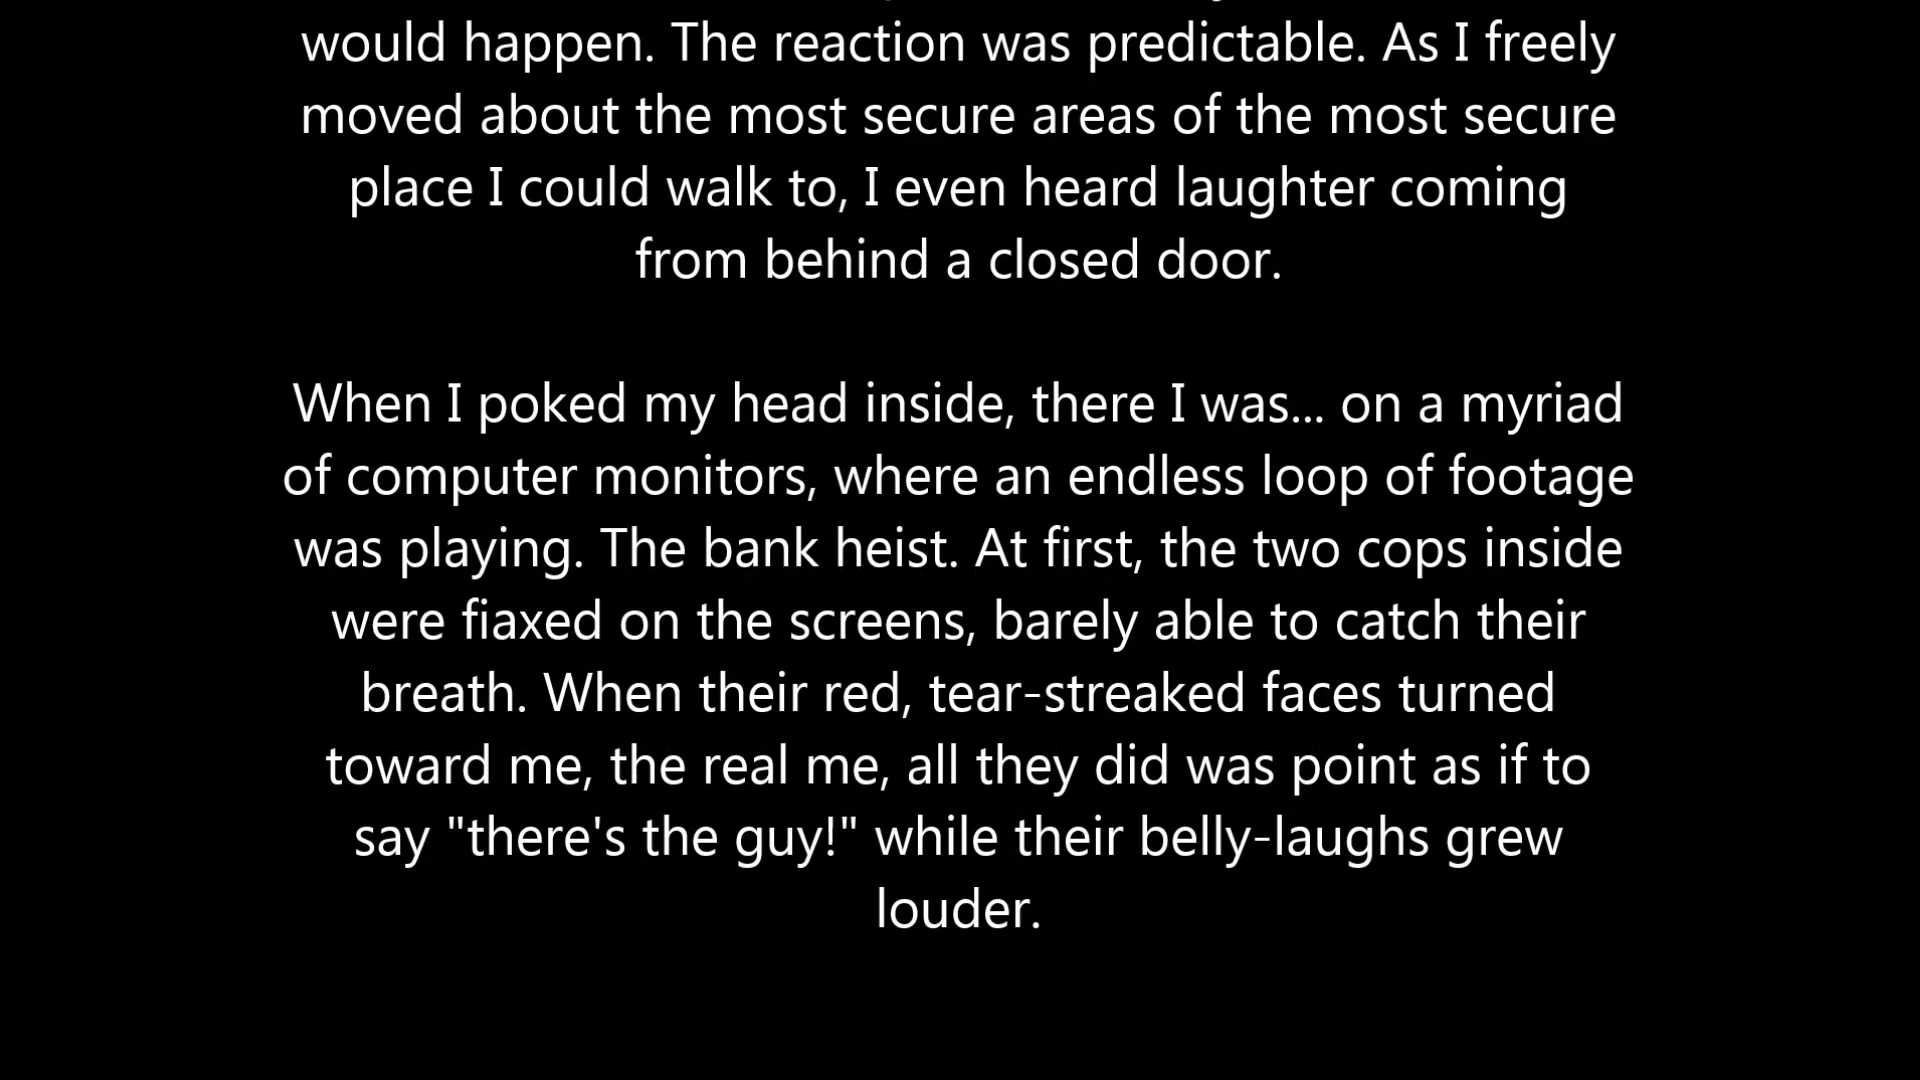 would happen. The reaction was predictable. As I freely
moved about the most secure areas of the most secure
place I could walk to, I even heard laughter coming
from behind a closed door.
When I poked my head inside, there I was... on a myriad
of computer monitors, where an endless loop of footage
was playing. The bank heist. At first, the two cops inside
were fiaxed on the screens, barely able to catch their
breath. When their red, tear-streaked faces turned
toward me, the real me, all they did was point as if to
say "there's the guy!" while their belly-laughs grew
louder.